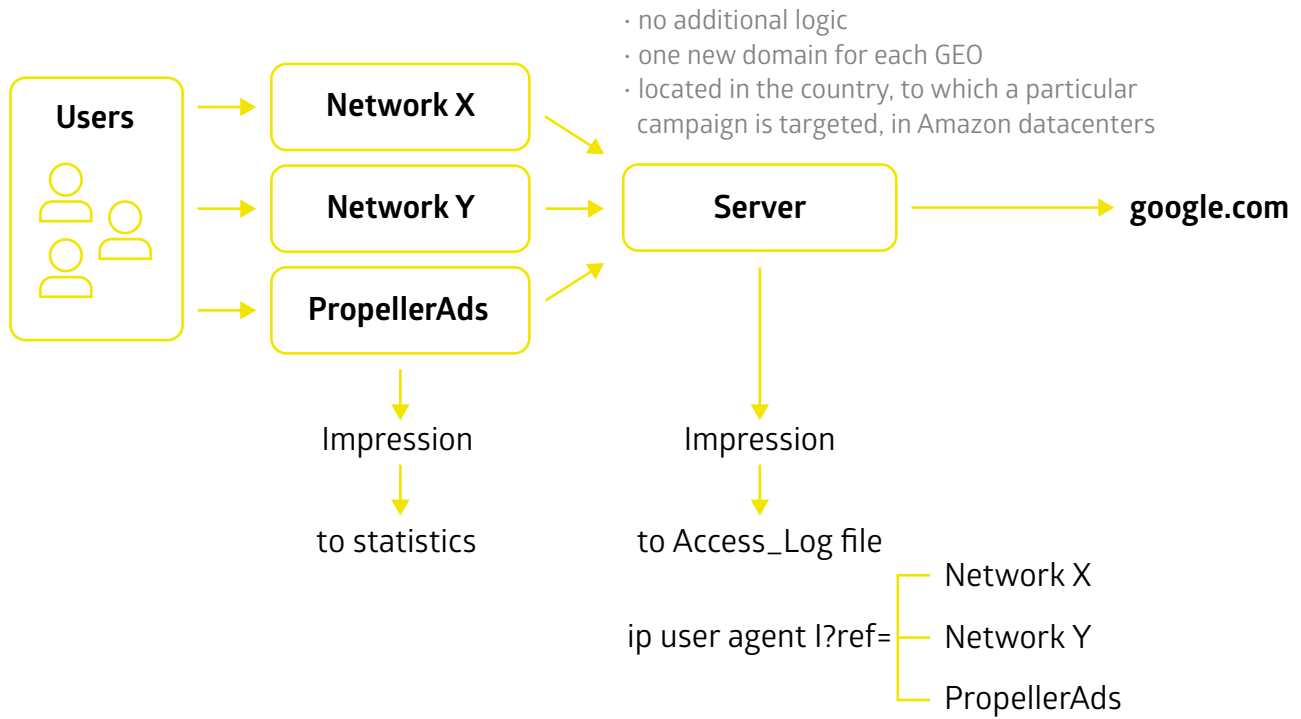 · no additional logic
· one new domain for each GEO
· located in the country, to which a particular
campaign is targeted, in Amazon datacenters
Users
Network X
Network Y
PropellerAds
Server
google.com
Impression
to statistics
Impression
to Access_Log file
ip user agent l?ref=
Network X
Network Y
PropellerAds